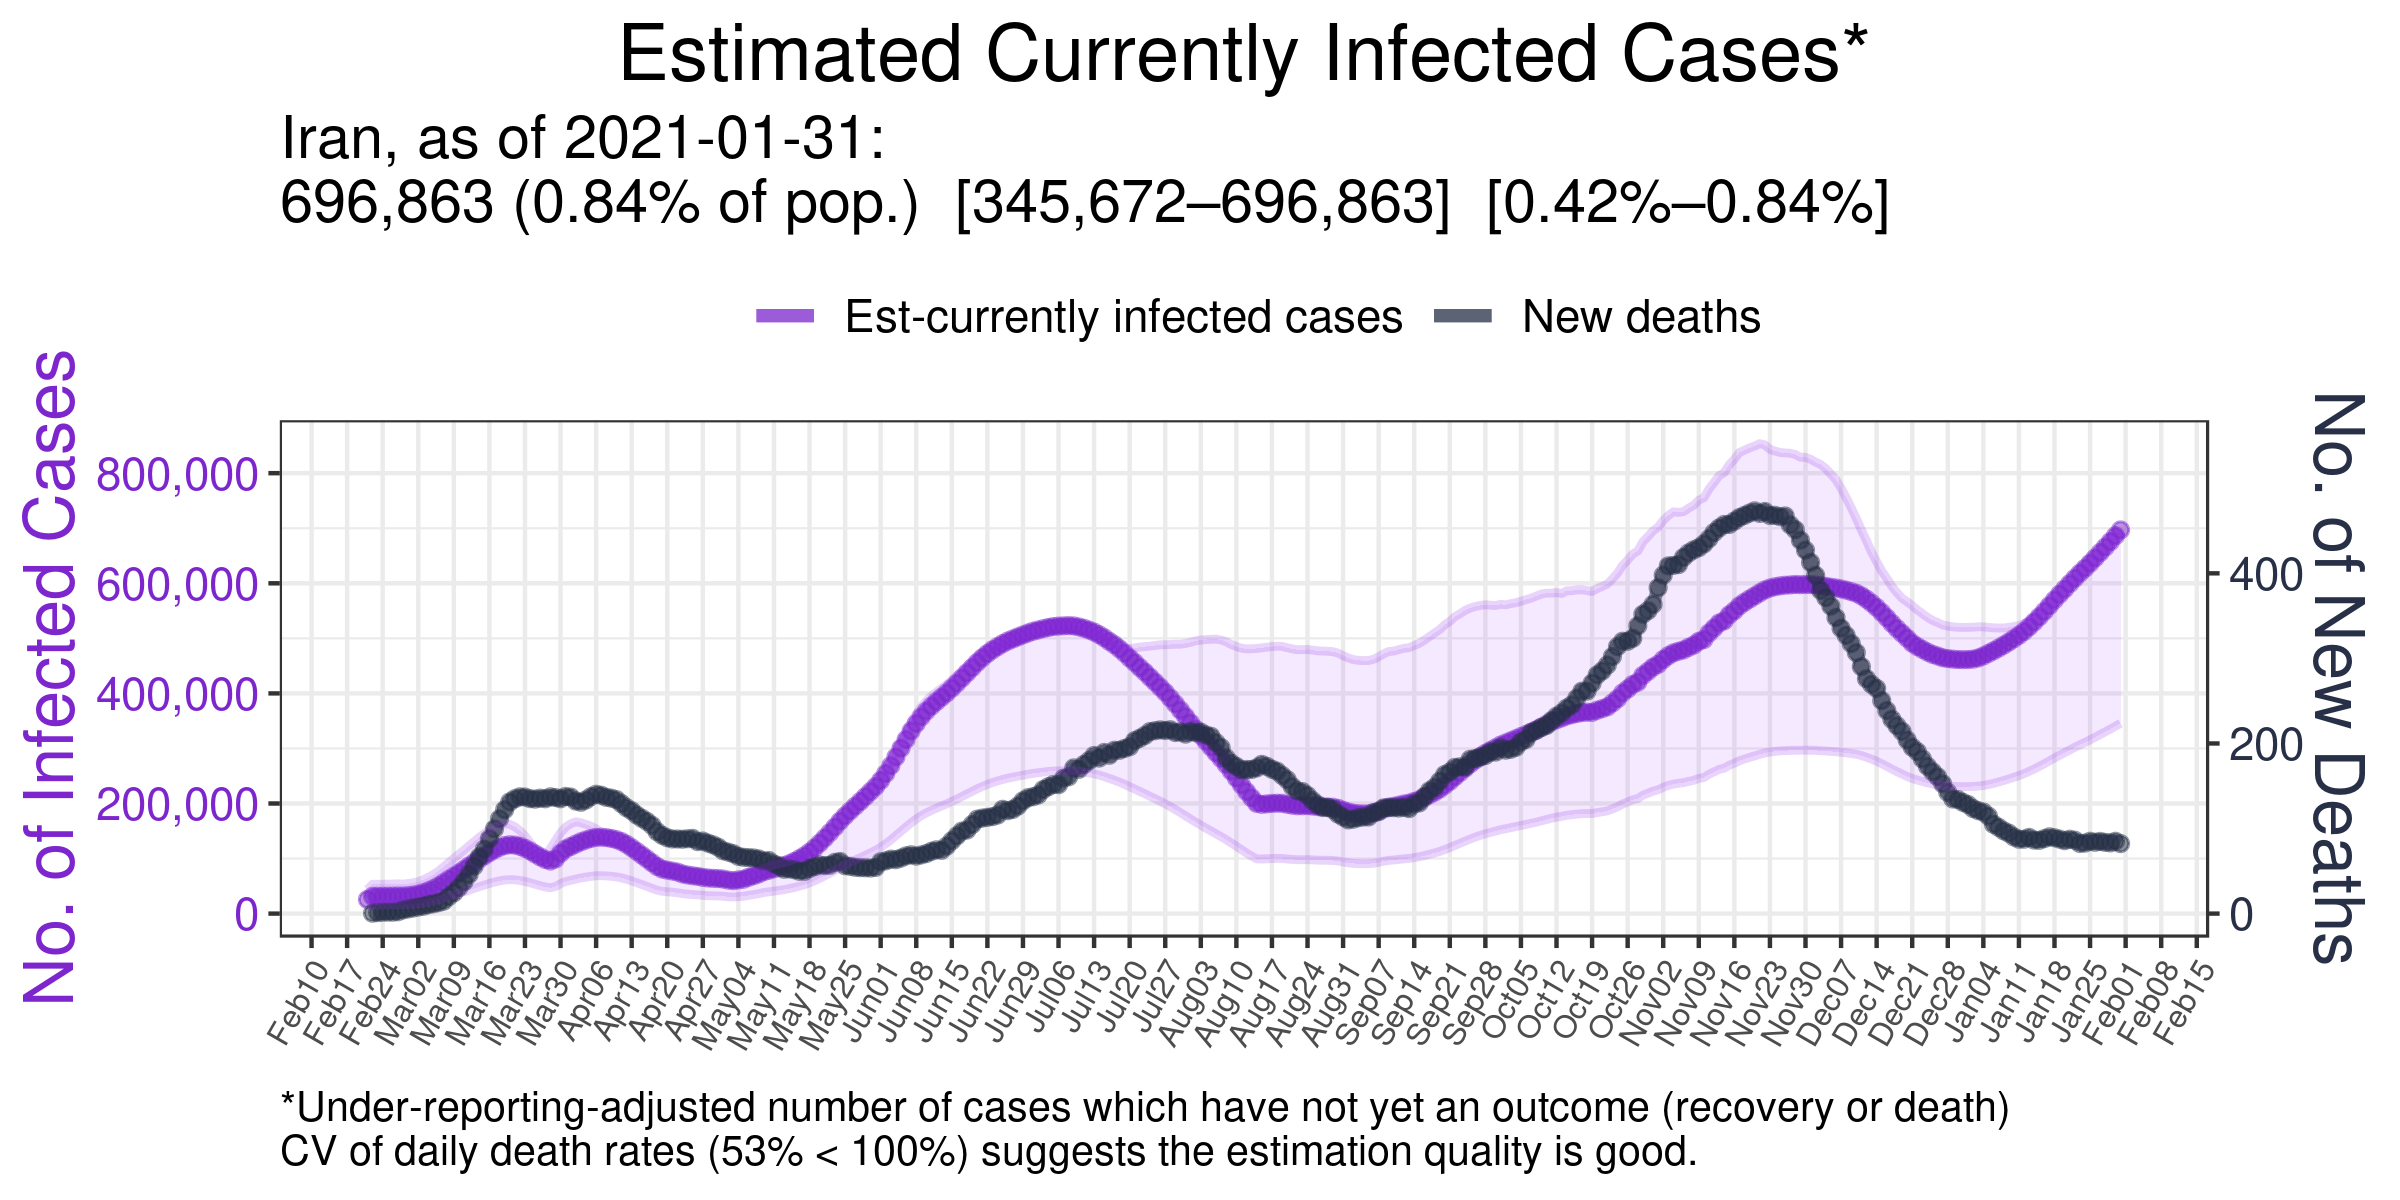 Estimated Currently Infected Cases*
Iran, as of 2021-01-31:
696,863 (0.84% of pop.) [345,672–696,863] [0.42%–0.84%]
Est-currently infected cases New deaths
No. of Infected Cases
800,000
600,000
400,000
200,000
0
No. of New Deaths
400
200
0
Feb10 Feb17 Feb24 Mar02 Mar09 Mar16 Mar23 Mar30 Apr06 Apr13 Apr20 Apr27 May04 May11 May18 May25 Jun01 Jun08 Jun15 Jun22 Jun29 Jul06 Jul13 Jul20 Jul27 Aug03 Aug10 Aug17 Aug24 Aug31 Sep07 Sep14 Sep21 Sep28 Oct05 Oct12 Oct19 Oct26 Nov02 Nov09 Nov16 Nov23 Nov30 Dec07 Dec14 Dec21 Dec28 Jan04 Jan11 Jan18 Jan25 Feb01 Feb08 Feb15
*Under-reporting-adjusted number of cases which have not yet an outcome (recovery or death)
CV of daily death rates (53% < 100%) suggests the estimation quality is good.